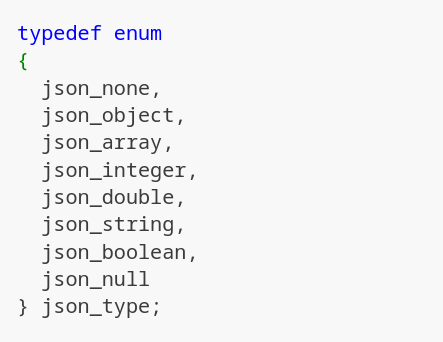 typedef enum
{
  json_none,
  json_object,
  json_array,
  json_integer,
  json_double,
  json_string,
  json_boolean,
  json_null
} json_type;